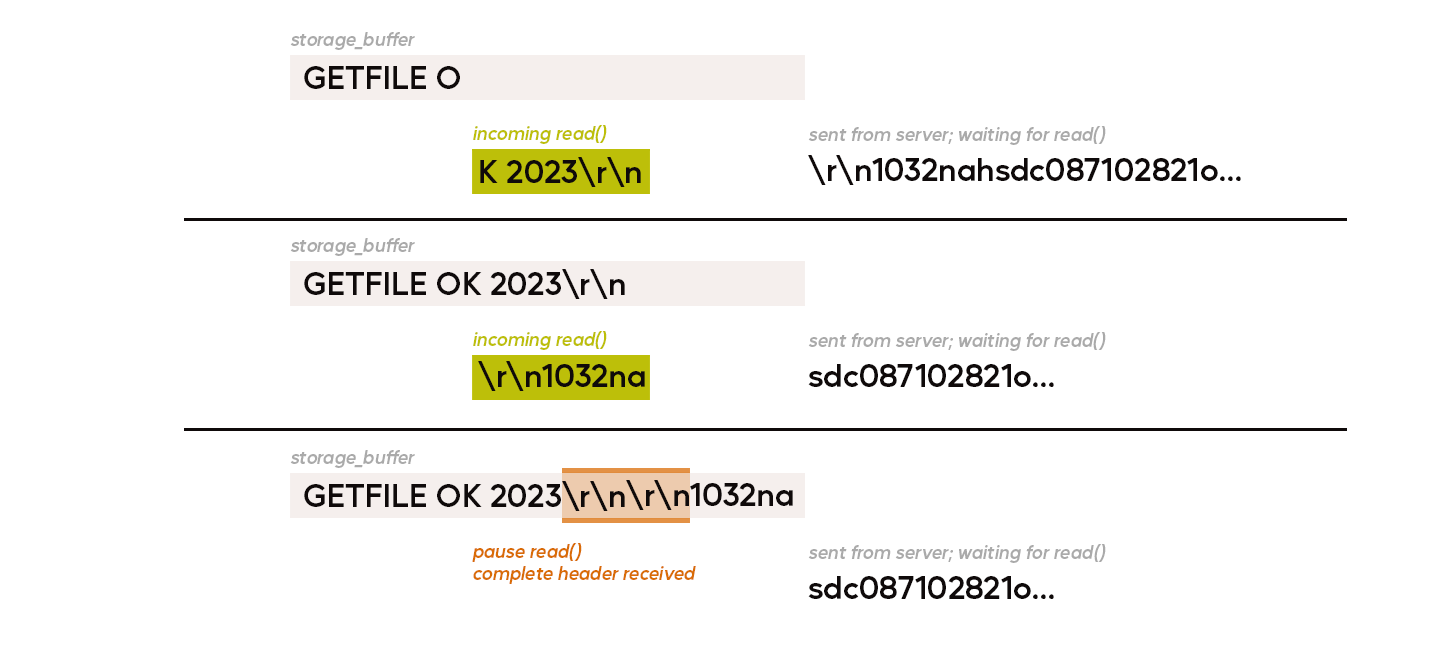 storage_buffer
GETFILE O
incoming read()
sent from server; waiting for read()
K 2023\r\n
\r\n1032nahsdc087102821o...
storage_buffer
GETFILE OK 2023\r\n
incoming read()
sent from server; waiting for read()
\r\n1032na
sdc087102821o...
storage_buffer
GETFILE OK 2023\r\n\r\n1032na
pause read()
sent from server; waiting for read()
complete header received
sdc087102821o...